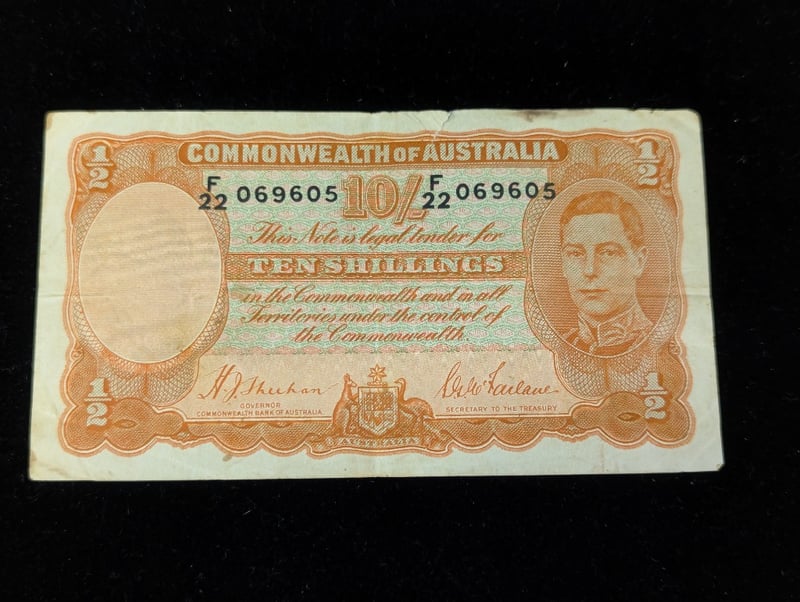 1/2 COMMONWEALTH OF AUSTRALIA 1/2
F/22 069605 10/- F/22 069605
This Note is legal tender for
TEN SHILLINGS
in the Commonwealth and in all
Territories under the control of
the Commonwealth.
H.J. Sheehan S.G. McFarlane
GOVERNOR SECRETARY TO THE TREASURY
COMMONWEALTH BANK OF AUSTRALIA.
1/2 AUSTRALIA 1/2